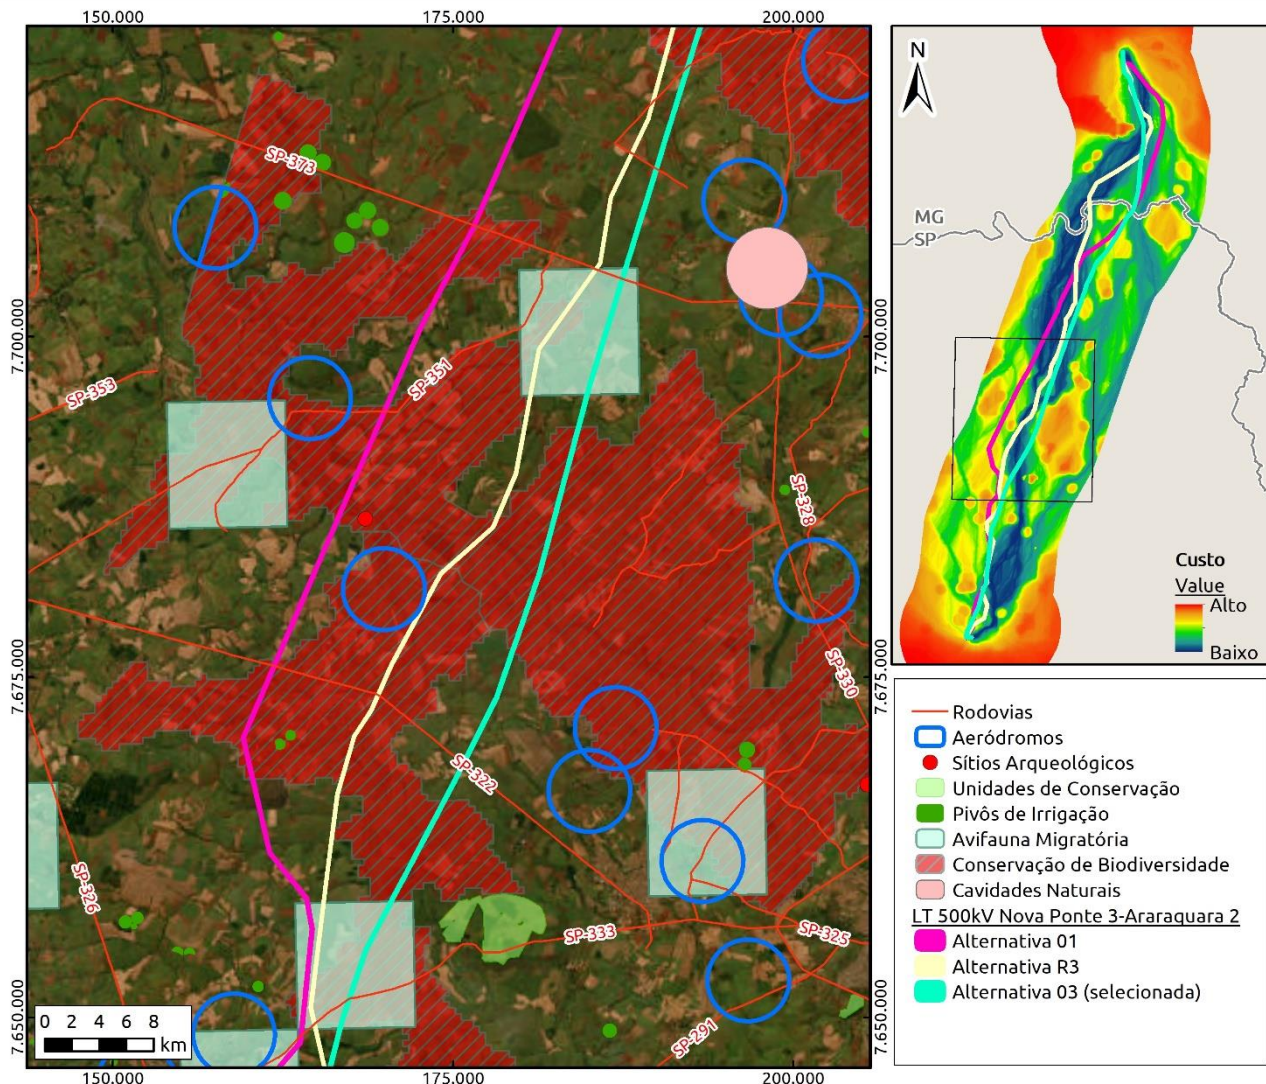 150.000
175.000
200.000
SP-373
7.700.000
7.700.000
SP-353
SP-351
SP-328
7.675.000
7.675.000
SP-330
SP-322
SP-326
SP-333
SP-325
7.650.000
7.650.000
SP-291
0 2 4 6 8
km
150.000
175.000
200.000
N
MG
SP
Custo
Value
Alto
Baixo
Rodovias
Aeródromos
Sítios Arqueológicos
Unidades de Conservação
Pivôs de Irrigação
Avifauna Migratória
Conservação de Biodiversidade
Cavidades Naturais
LT 500kV Nova Ponte 3-Araraquara 2
Alternativa 01
Alternativa R3
Alternativa 03 (selecionada)